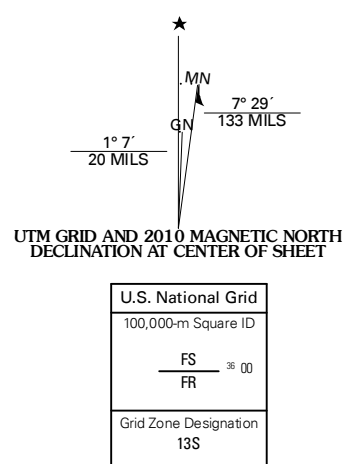 ★
MN
7° 29´
133 MILS
GN
1° 7´
20 MILS
UTM GRID AND 2010 MAGNETIC NORTH
DECLINATION AT CENTER OF SHEET
U.S. National Grid
100,000-m Square ID
FS
36 00
FR
Grid Zone Designation
13S